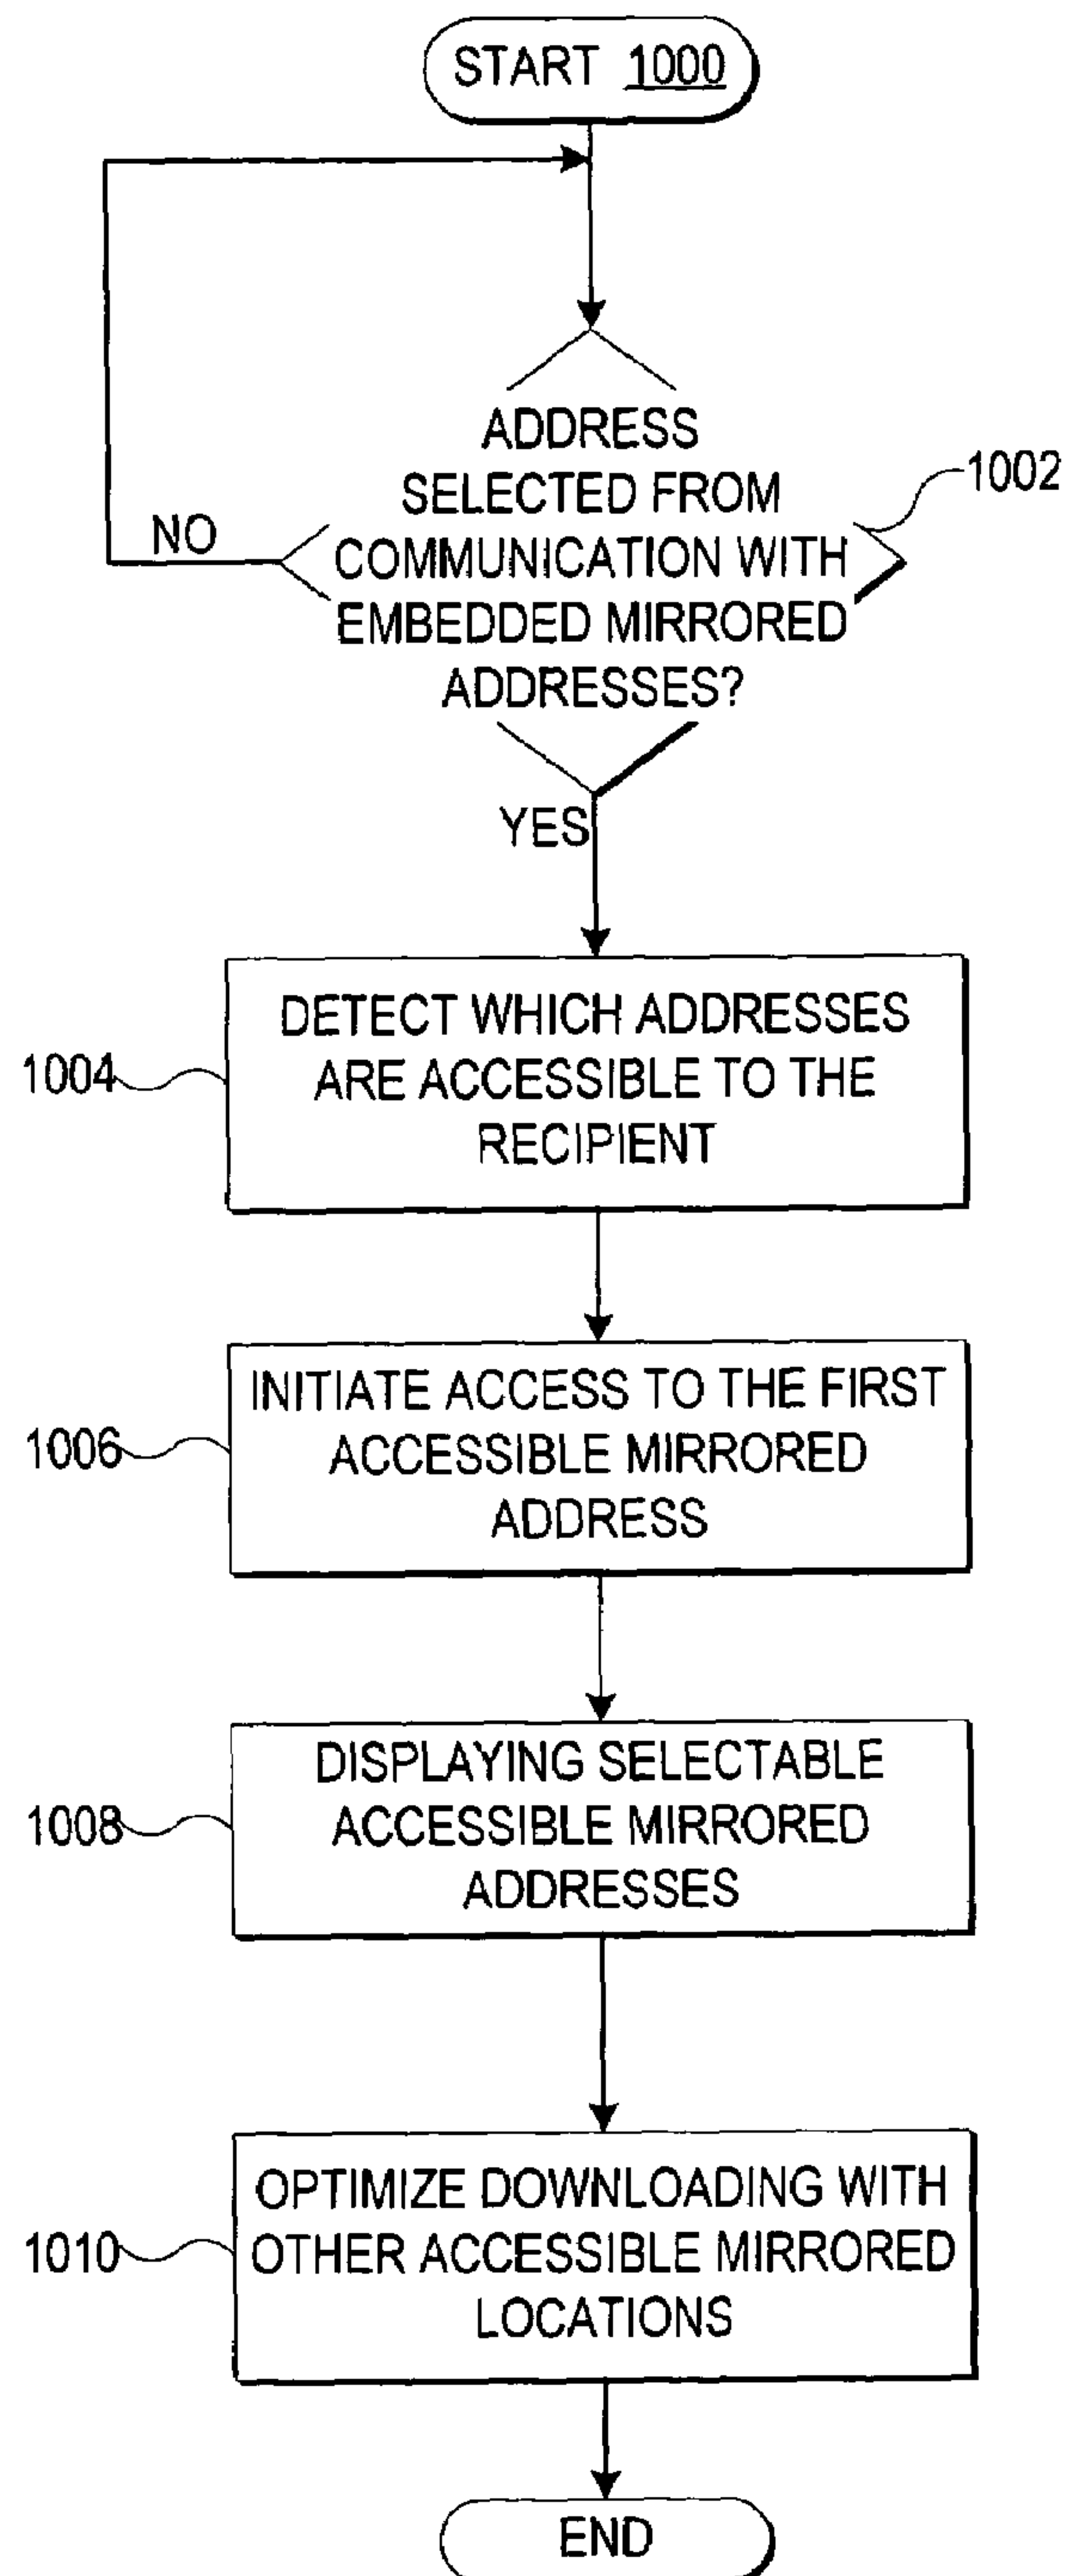 START 1000
ADDRESS
SELECTED FROM
COMMUNICATION WITH
EMBEDDED MIRRORED
ADDRESSES?
1002
NO
YES
DETECT WHICH ADDRESSES
ARE ACCESSIBLE TO THE
RECIPIENT
1004
INITIATE ACCESS TO THE FIRST
ACCESSIBLE MIRRORED
ADDRESS
1006
DISPLAYING SELECTABLE
ACCESSIBLE MIRRORED
ADDRESSES
1008
OPTIMIZE DOWNLOADING WITH
OTHER ACCESSIBLE MIRRORED
LOCATIONS
1010
END